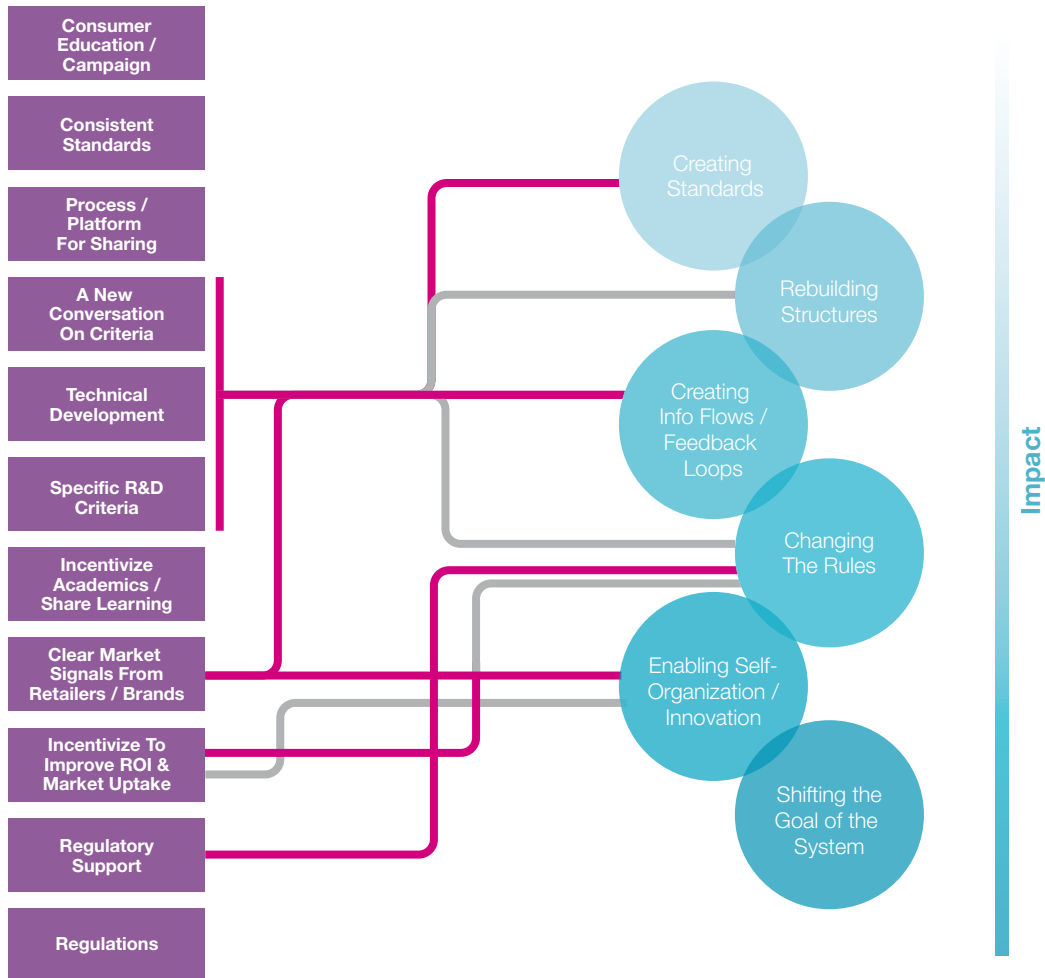 Consumer
Education /
Campaign
Consistent
Standards
Process /
Platform
For Sharing
A New
Conversation
On Criteria
Technical
Development
Specific R&D
Criteria
Incentivize
Academics /
Share Learning
Clear Market
Signals From
Retailers / Brands
Incentivize To
Improve ROI &
Market Uptake
Regulatory
Support
Regulations
Creating
Standards
Rebuilding
Structures
Creating
Info Flows /
Feedback
Loops
Changing
The Rules
Enabling Self-
Organization /
Innovation
Shifting the
Goal of the
System
Impact